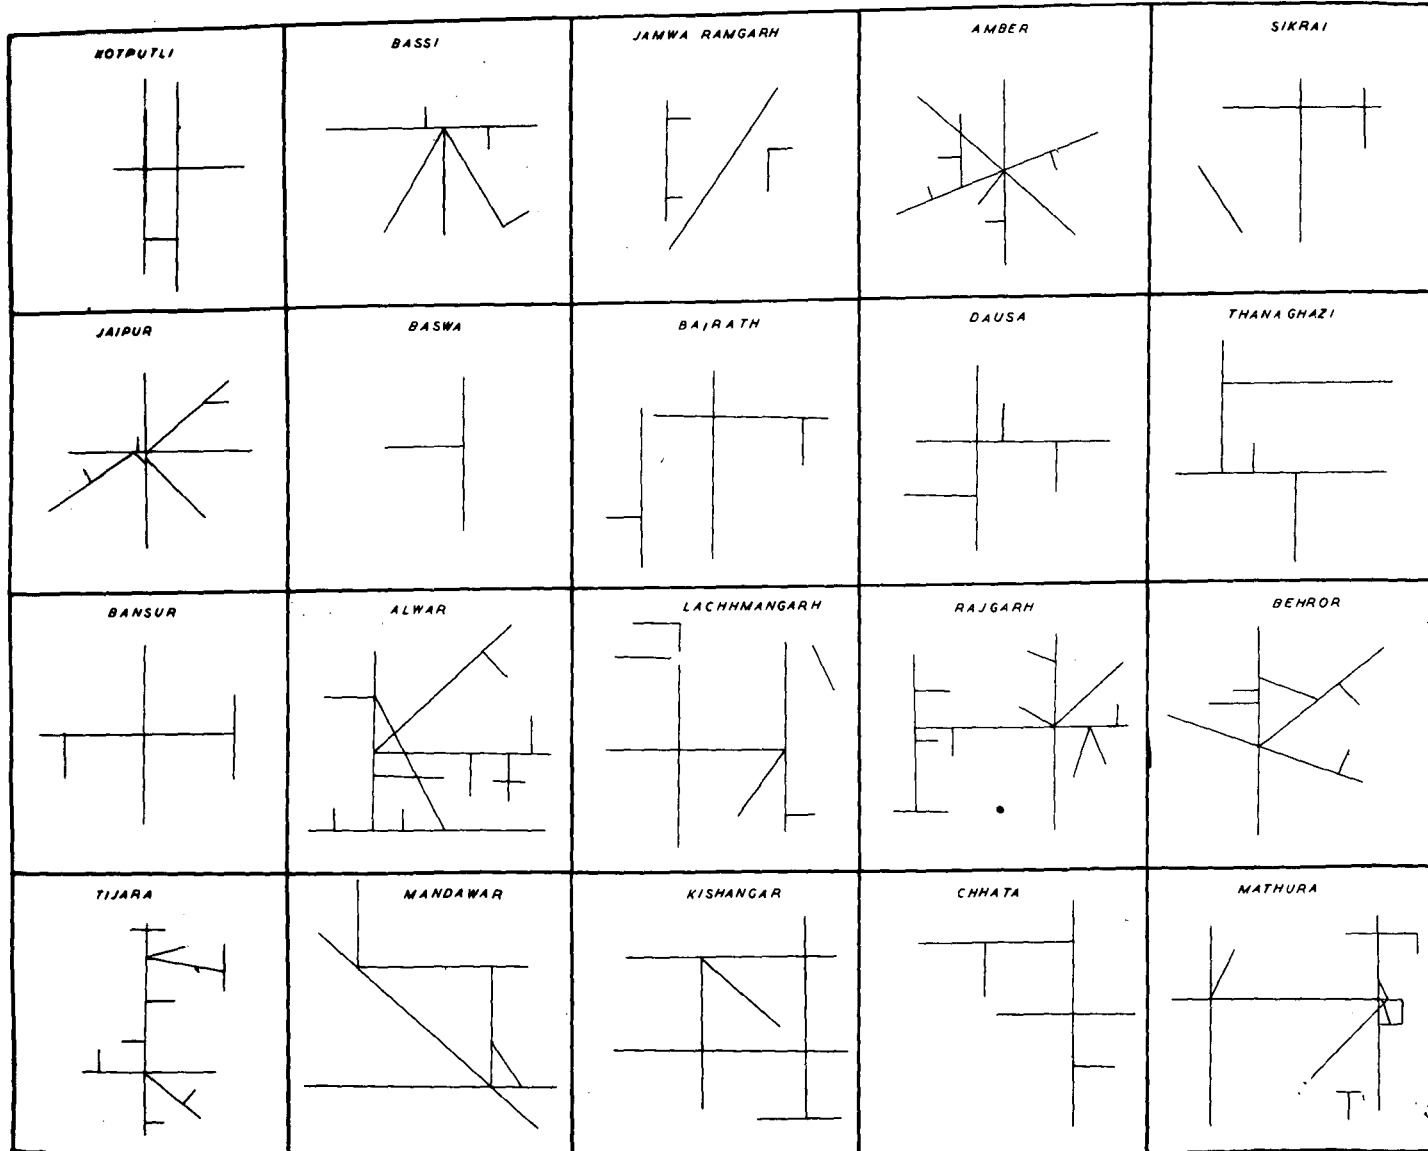 KOTPUTLI
BASSI
JAMWA RAMGARH
AMBER
SIKRAI
JAIPUR
BASWA
BAIRATH
DAUSA
THANA GHAZI
BANSUR
ALWAR
LACHHMANGARH
RAJGARH
BEHROR
TIJARA
MANDAWAR
KISHANGAR
CHHATA
MATHURA